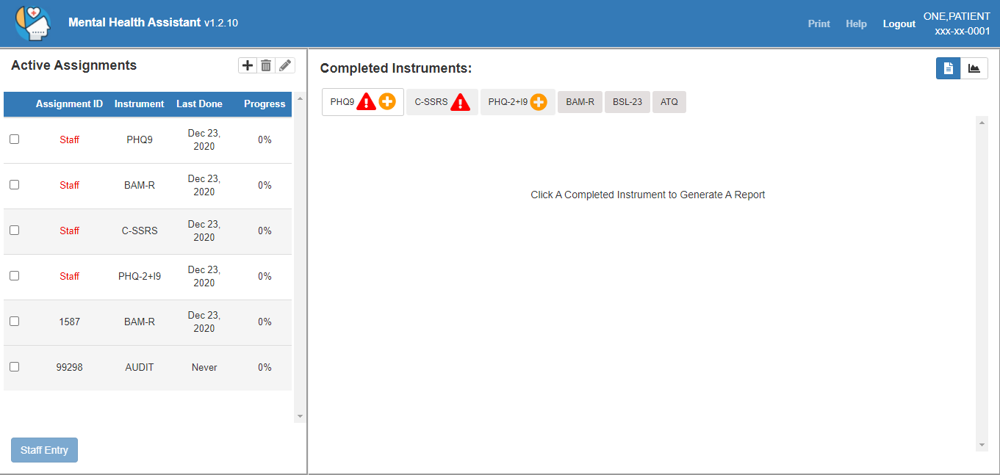 Mental Health Assistant v1.2.10
Print Help Logout
ONE,PATIENT
xxx-xx-0001
Active Assignments
Assignment ID Instrument Last Done Progress
Staff PHQ9 Dec 23, 2020 0%
Staff BAM-R Dec 23, 2020 0%
Staff C-SSRS Dec 23, 2020 0%
Staff PHQ-2+I9 Dec 23, 2020 0%
1587 BAM-R Dec 23, 2020 0%
99298 AUDIT Never 0%
Staff Entry
Completed Instruments:
PHQ9 C-SSRS PHQ-2+I9 BAM-R BSL-23 ATQ
Click A Completed Instrument to Generate A Report